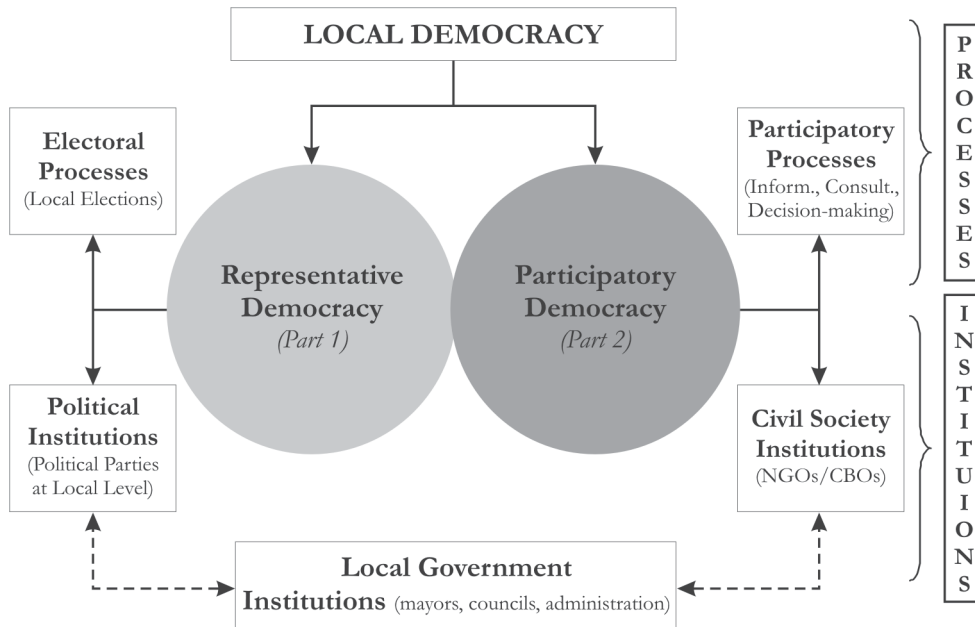 LOCAL DEMOCRACY
Electoral
Processes
(Local Elections)
Participatory
Processes
(Inform., Consult.,
Decision-making)
PROCESSES
Representative
Democracy
(Part 1)
Participatory
Democracy
(Part 2)
Political
Institutions
(Political Parties
at Local Level)
Civil Society
Institutions
(NGOs/CBOs)
INSTITUIONS
Local Government
Institutions (mayors, councils, administration)